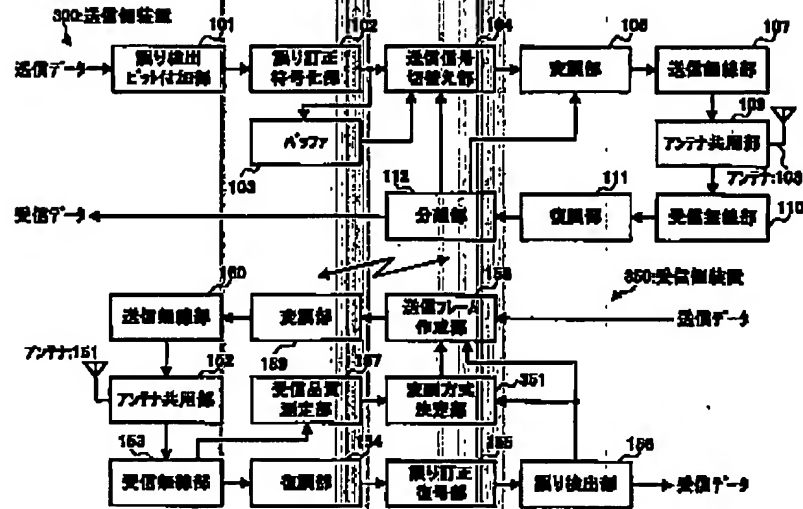 300:送信側装置
101
102
104
106
107
送信データ
誤り検出
ビット付加部
誤り訂正
符号化部
送信信号
切替え部
変調部
送信無線部
109
バッファ
アンテナ共用部
103
アンテナ:108
112
111
受信データ
分離部
復調部
受信無線部
110
160
158
350:受信側装置
送信無線部
変調部
送信フレーム
作成部
送信データ
アンテナ:151
152
159
157
351
アンテナ共用部
受信品質
測定部
変調方式
決定部
153
154
155
156
受信無線部
復調部
誤り訂正
復号部
誤り検出部
受信データ